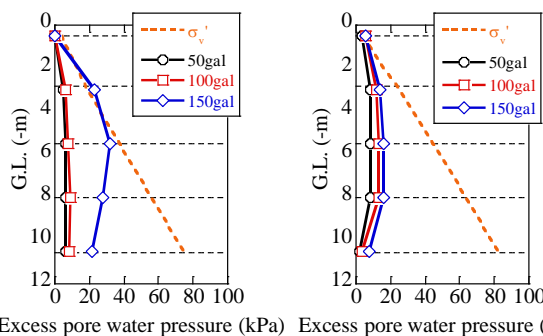 0
2
4
6
8
10
12
G.L. (-m)
σv'
50gal
100gal
150gal
0 20 40 60 80 100
Excess pore water pressure (kPa)
0
2
4
6
8
10
12
G.L. (-m)
σv'
50gal
100gal
150gal
0 20 40 60 80 100
Excess pore water pressure (